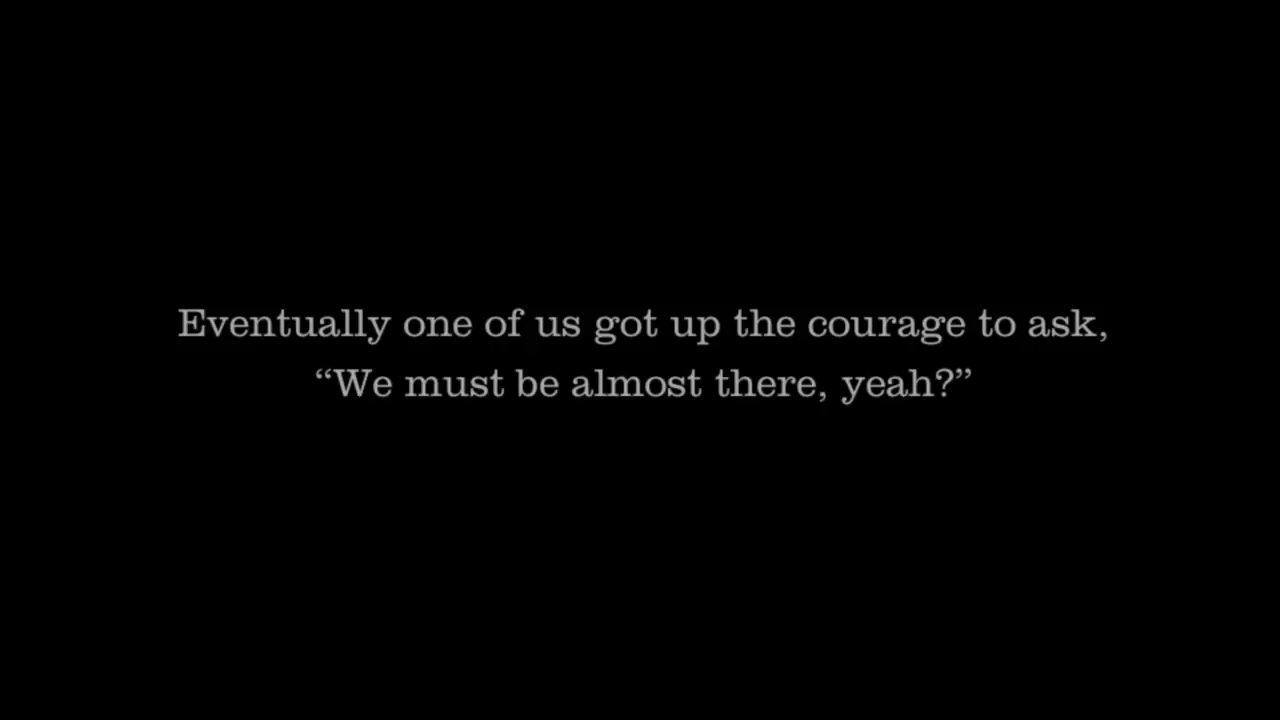 Eventually one of us got up the courage to ask,
“We must be almost there, yeah?”